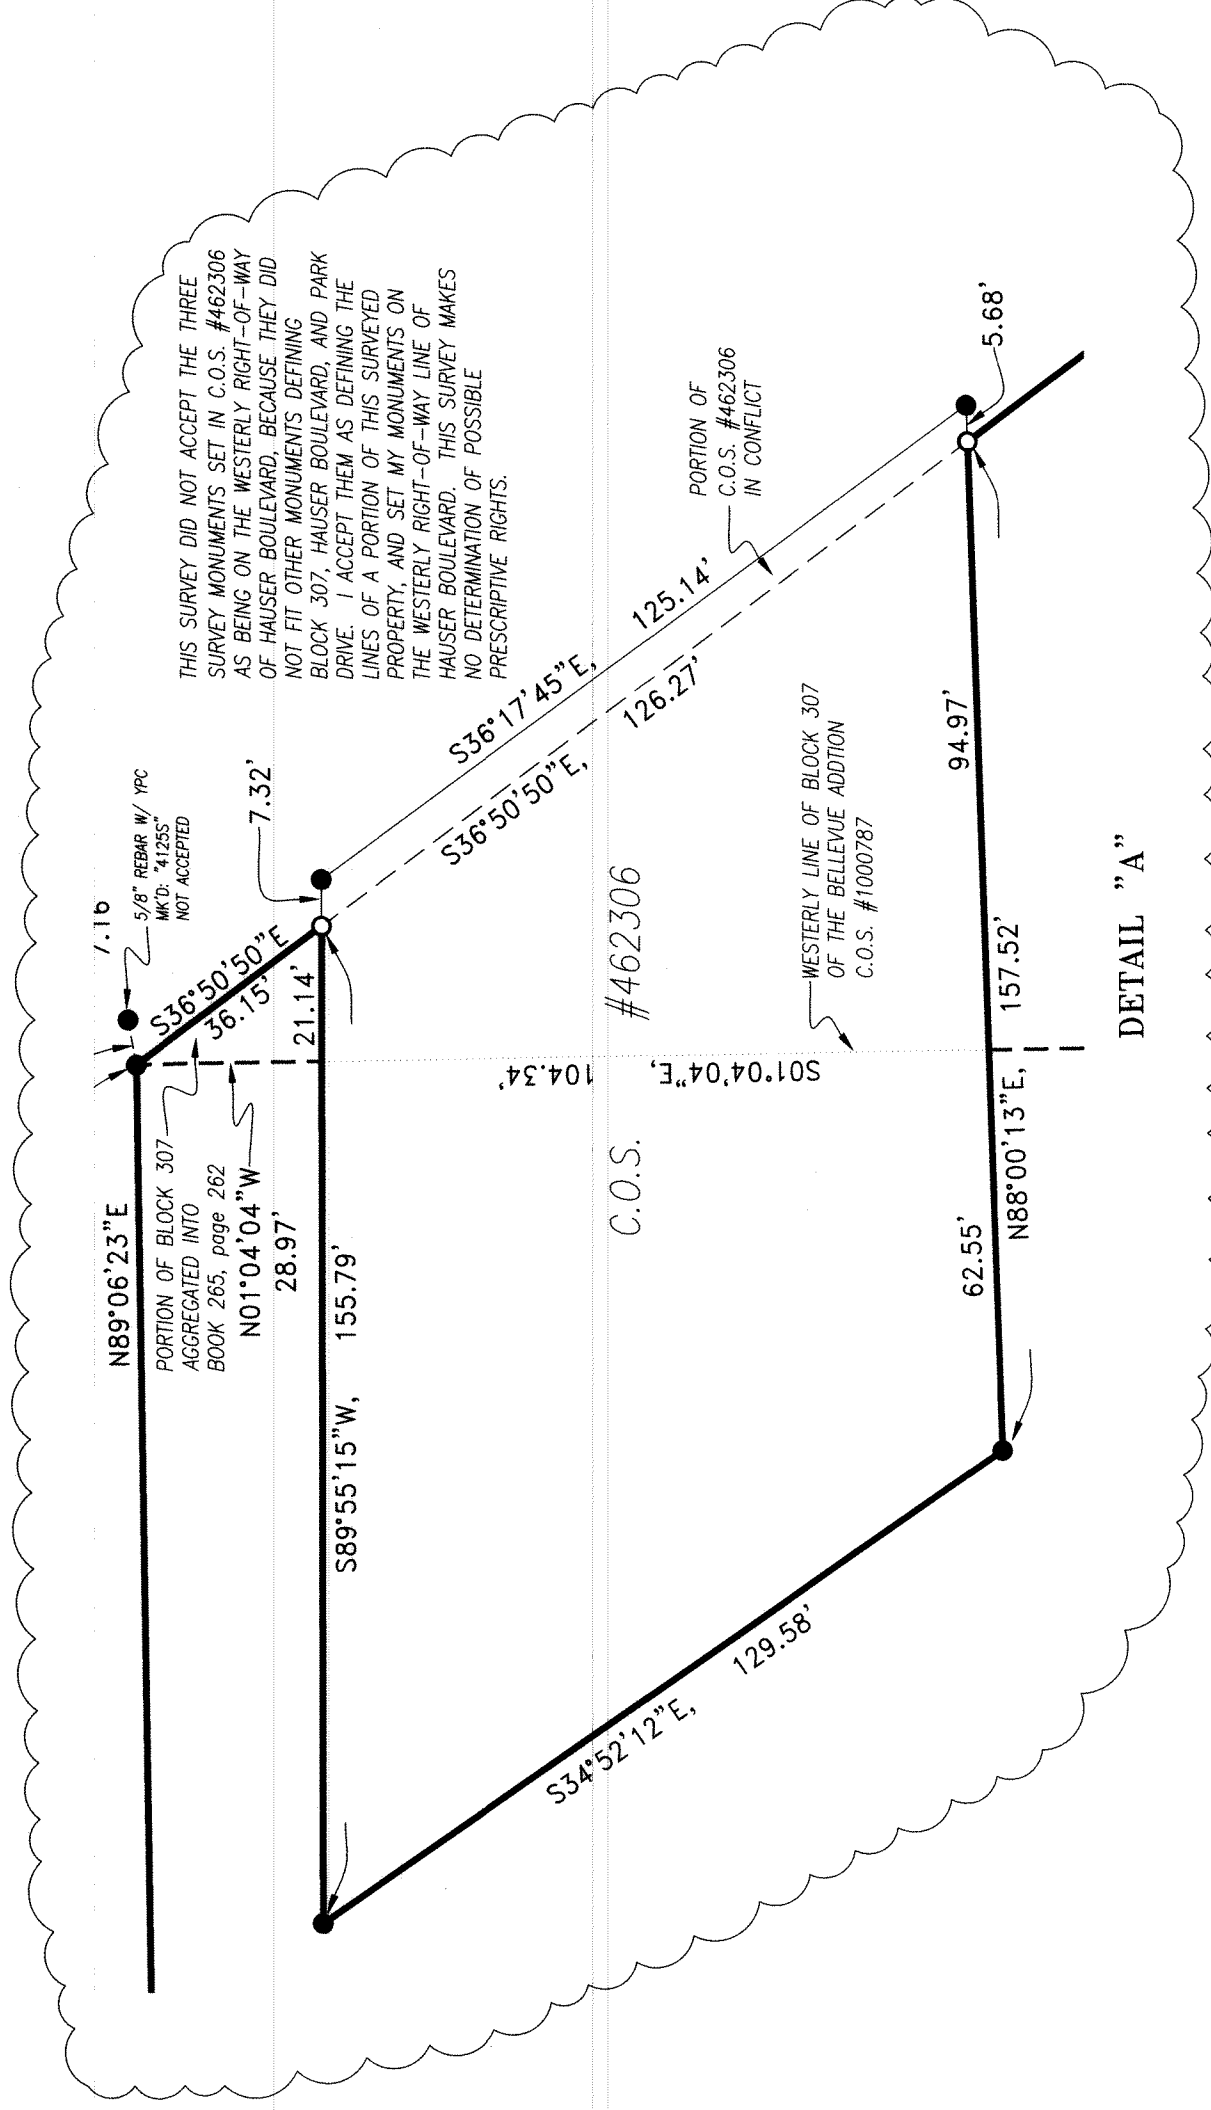 THIS SURVEY DID NOT ACCEPT THE THREE
SURVEY MONUMENTS SET IN C.O.S. #462306
AS BEING ON THE WESTERLY RIGHT-OF-WAY
OF HAUSER BOULEVARD, BECAUSE THEY DID
NOT FIT OTHER MONUMENTS DEFINING
BLOCK 307, HAUSER BOULEVARD, AND PARK
DRIVE. I ACCEPT THEM AS DEFINING THE
LINES OF A PORTION OF THIS SURVEYED
PROPERTY, AND SET MY MONUMENTS ON
THE WESTERLY RIGHT-OF-WAY LINE OF
HAUSER BOULEVARD. THIS SURVEY MAKES
NO DETERMINATION OF POSSIBLE
PRESCRIPTIVE RIGHTS.
7.16
5/8" REBAR W/ YPC
MK'D: "4125S"
NOT ACCEPTED
N89°06'23"E
S36°50'50"E
36.15'
7.32'
PORTION OF BLOCK 307
AGGREGATED INTO
BOOK 265, page 262
N01°04'04"W
28.97'
21.14'
S89°55'15"W, 155.79'
S36°17'45"E, 125.14'
S36°50'50"E, 126.27'
PORTION OF
C.O.S. #462306
IN CONFLICT
S01°04'04"E, 104.34'
C.O.S. #462306
WESTERLY LINE OF BLOCK 307
OF THE BELLEVUE ADDTION
C.O.S. #1000787
S34°52'12"E, 129.58'
5.68'
62.55'
94.97'
N88°00'13"E, 157.52'
DETAIL "A"